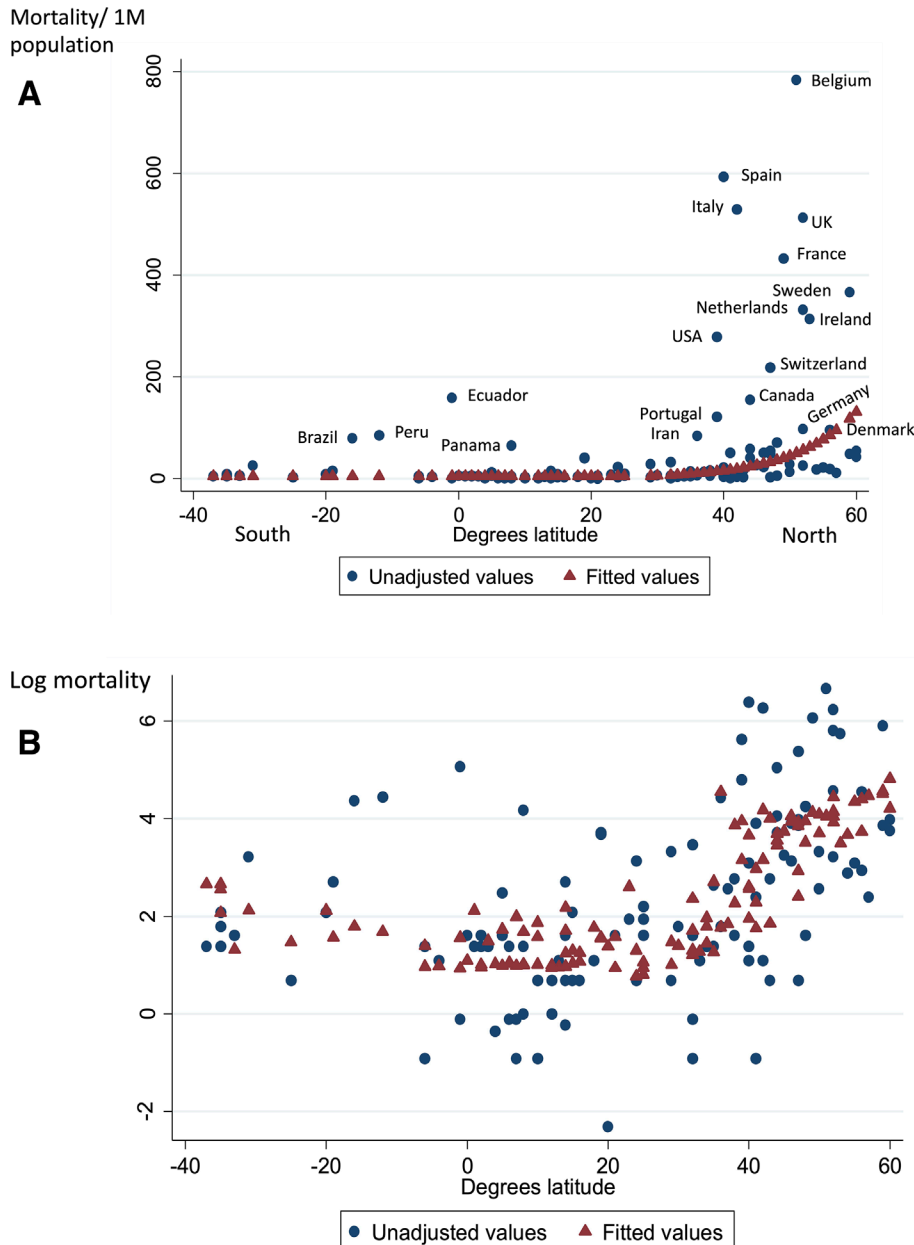 Mortality/ 1M
population
A
800
Belgium
Spain
600
Italy
UK
France
400
Sweden
Netherlands
Ireland
USA
Switzerland
200
Ecuador
Canada
Germany
Portugal
Brazil
Peru
Iran
Denmark
Panama
0
-40 -20 0 20 40 60
South Degrees latitude North
Unadjusted values Fitted values
Log mortality
B
6
4
2
0
-2
-40 -20 0 20 40 60
Degrees latitude
Unadjusted values Fitted values